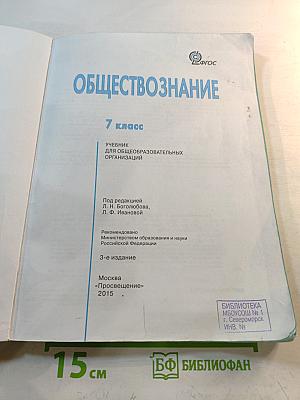 ФГОС
ОБЩЕСТВОЗНАНИЕ
7 класс
УЧЕБНИК
ДЛЯ ОБЩЕОБРАЗОВАТЕЛЬНЫХ
ОРГАНИЗАЦИЙ
Под редакцией
Л. Н. Боголюбова,
Л. Ф. Ивановой
Рекомендовано
Министерством образования и науки
Российской Федерации
3-е издание
Москва
«Просвещение»
2015
БИБЛИОТЕКА
МБОУСОШ № 1
г. Североморск
ИНВ. №
15 см
БФ БИБЛИОФАН